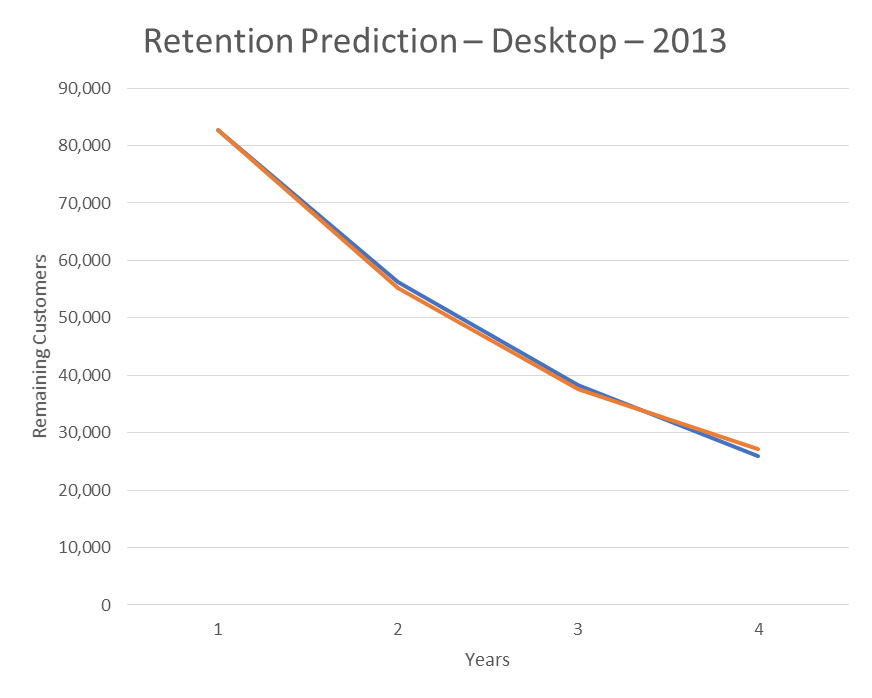 Retention Prediction – Desktop – 2013
90,000
80,000
70,000
60,000
50,000
40,000
30,000
20,000
10,000
0
Remaining Customers
1 2 3 4
Years